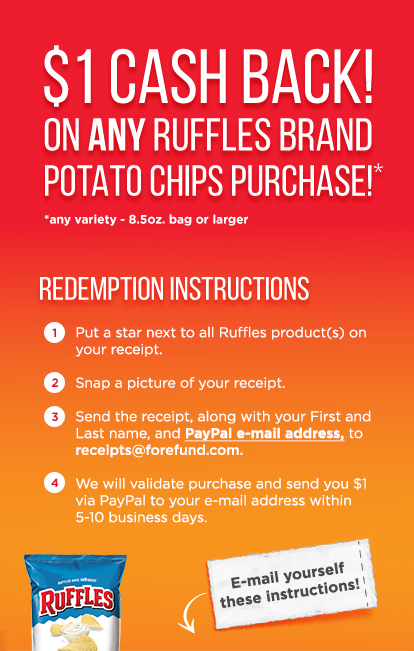 $1 CASH BACK!
ON ANY RUFFLES BRAND
POTATO CHIPS PURCHASE!*
*any variety - 8.5oz. bag or larger
REDEMPTION INSTRUCTIONS
1 Put a star next to all Ruffles product(s) on
your receipt.
2 Snap a picture of your receipt.
3 Send the receipt, along with your First and
Last name, and PayPal e-mail address, to
receipts@forefund.com.
4 We will validate purchase and send you $1
via PayPal to your e-mail address within
5-10 business days.
E-mail yourself
these instructions!
RUFFLES